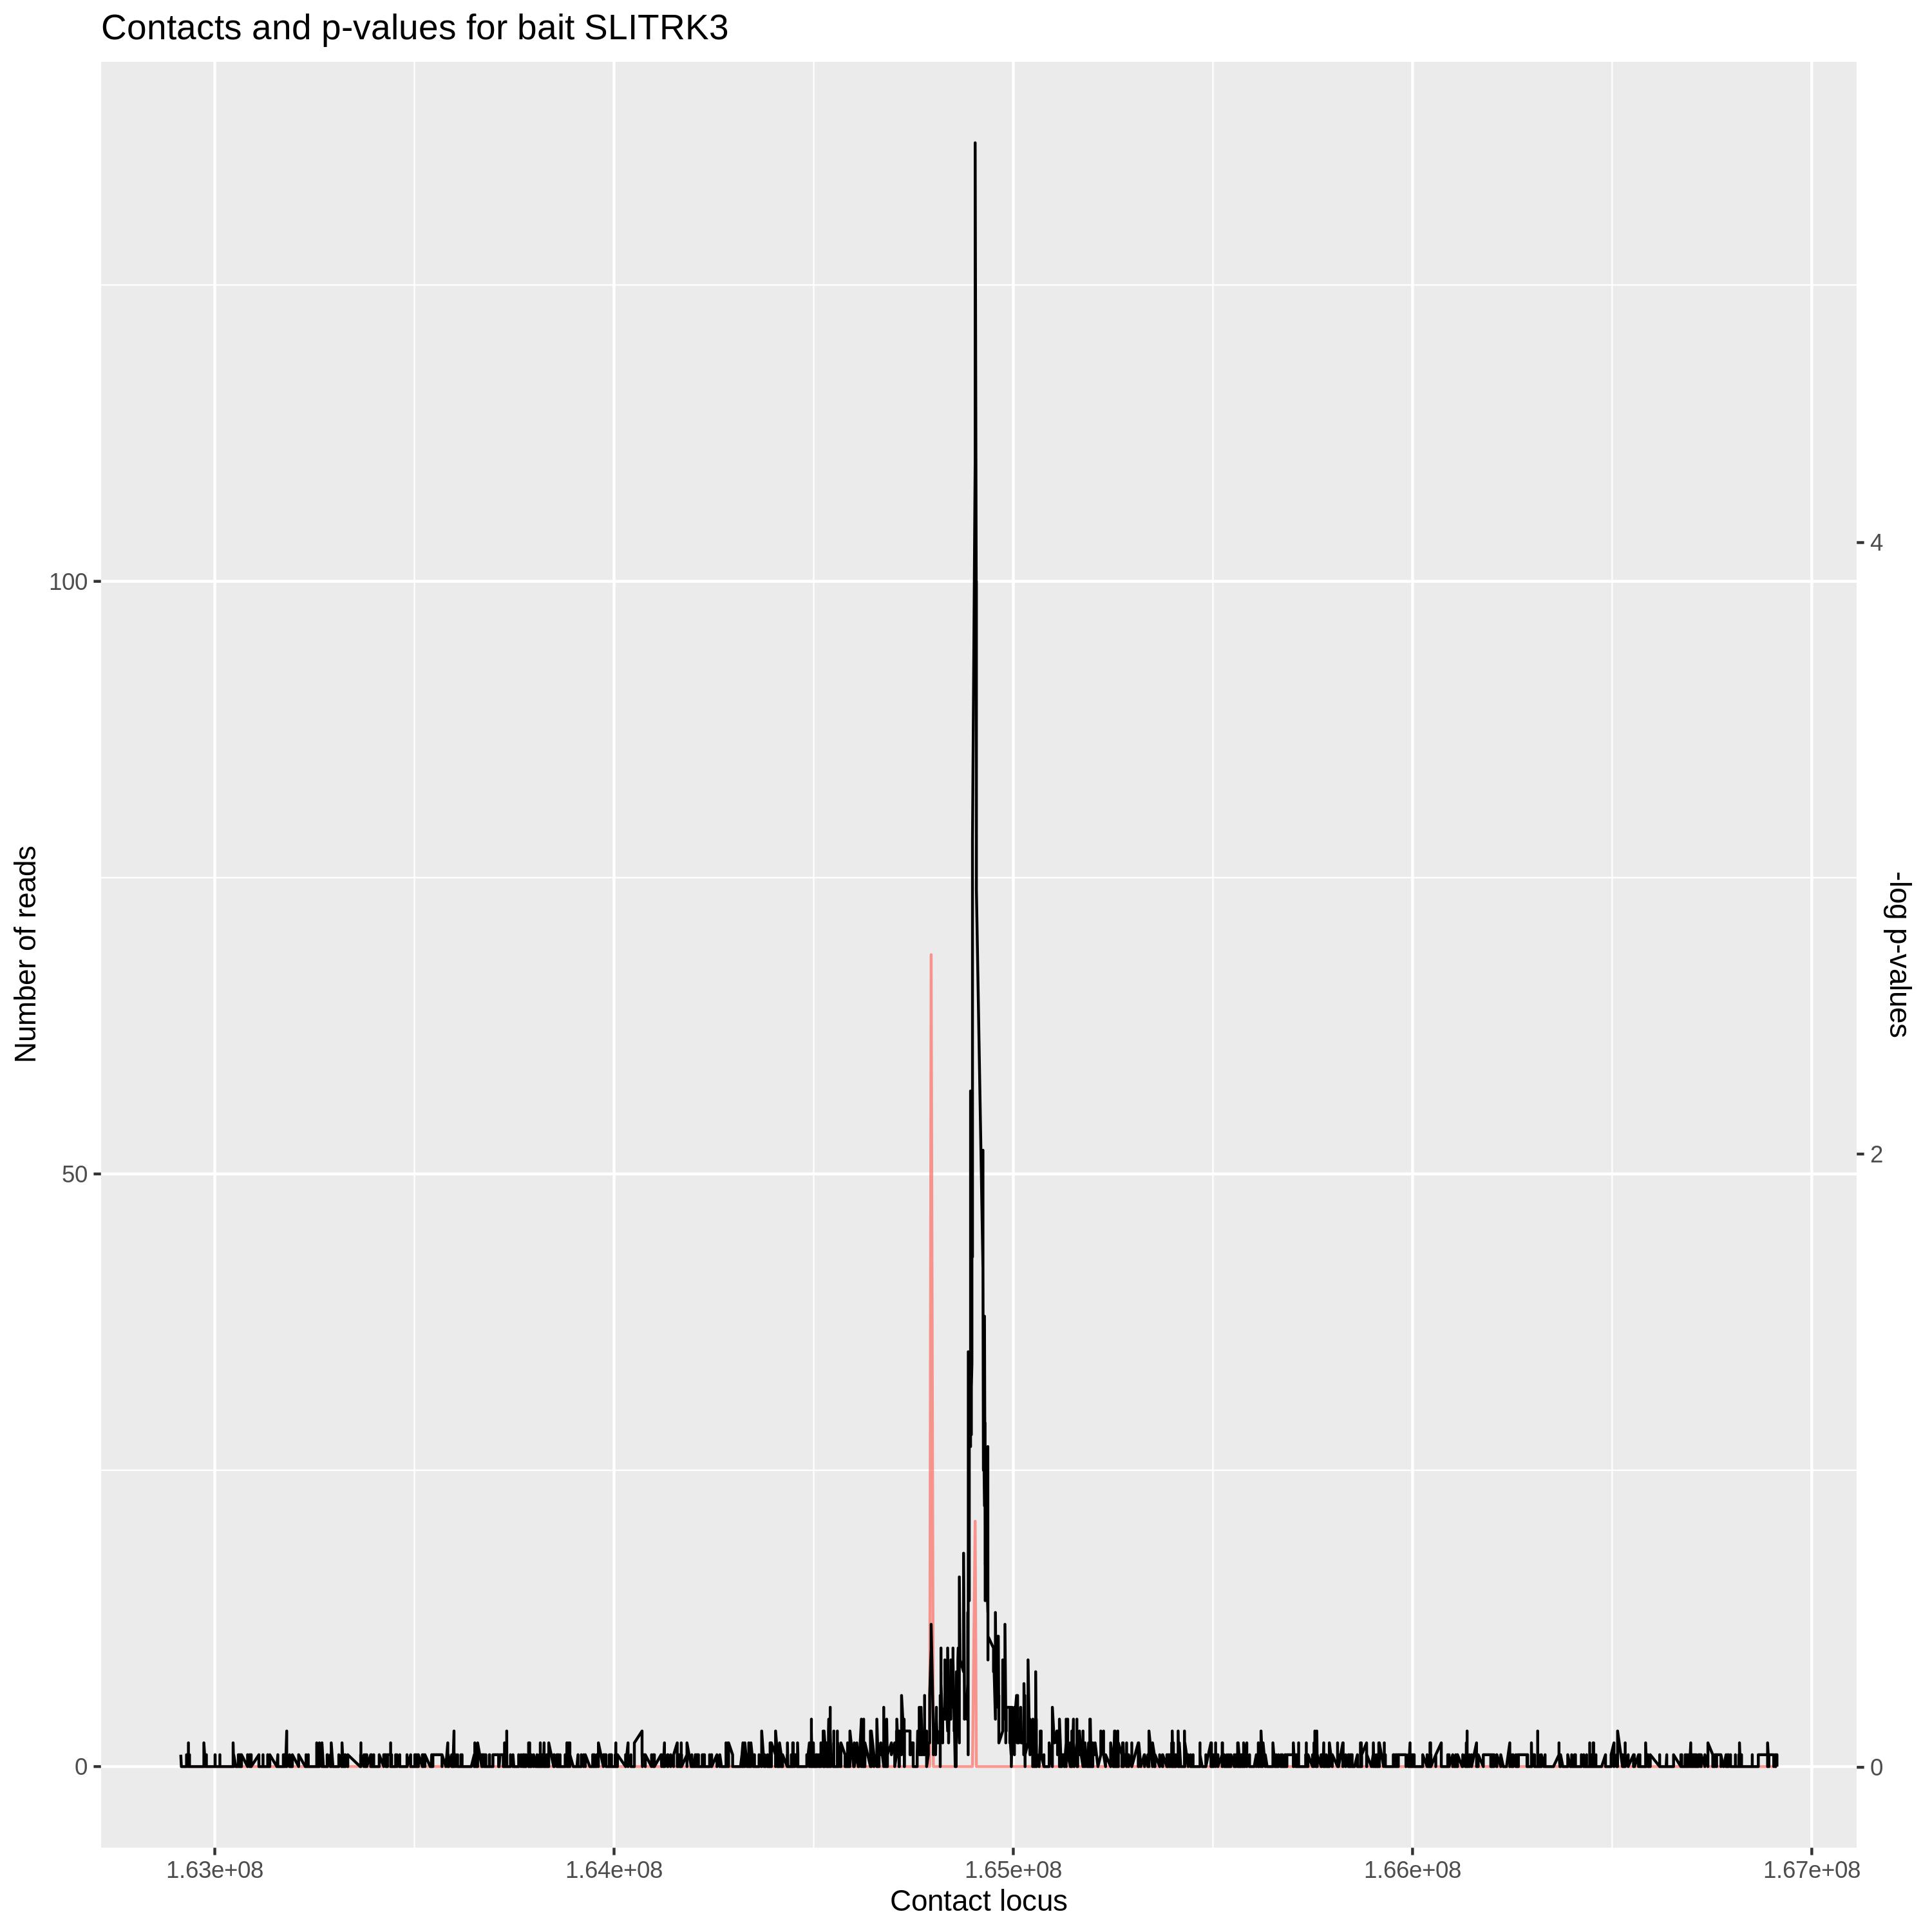 Contacts and p-values for bait SLITRK3
Number of reads
100
50
0
4
2
0
-log p-values
1.63e+08 1.64e+08 1.65e+08 1.66e+08 1.67e+08
Contact locus